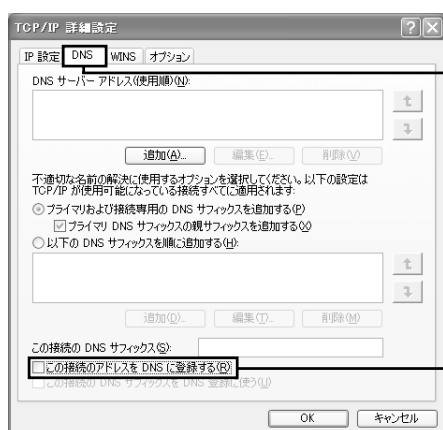 TCP/IP 詳細設定
IP 設定 DNS WINS オプション
DNS サーバー アドレス(使用順)(N):
追加(A)... 編集(E)... 削除(V)
不適切な名前の解決に使用するオプションを選択してください。以下の設定は
TCP/IP が使用可能になっている接続すべてに適用されます:
プライマリおよび接続専用の DNS サフィックスを追加する(P)
プライマリ DNS サフィックスの親サフィックスを追加する(X)
以下の DNS サフィックスを順に追加する(H):
追加(D)... 編集(T)... 削除(M)
この接続の DNS サフィックス(S):
この接続のアドレスを DNS に登録する(R)
この接続の DNS サフィックスを DNS 登録に使う(U)
OK キャンセル